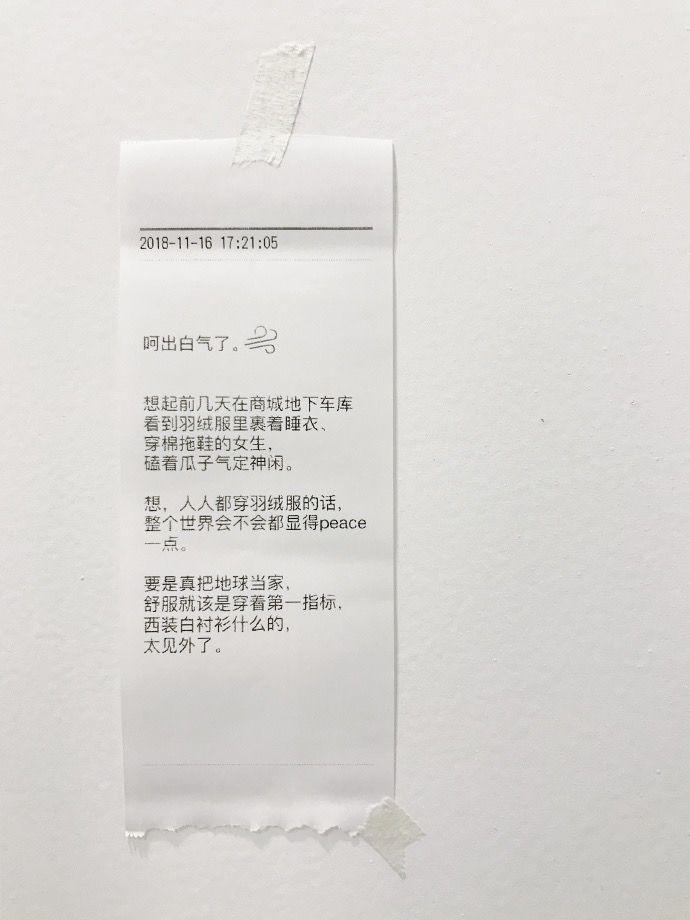 2018-11-16 17:21:05
呵出白气了。
想起前几天在商城地下车库
看到羽绒服里裹着睡衣、
穿棉拖鞋的女生，
磕着瓜子气定神闲。
想，人人都穿羽绒服的话，
整个世界会不会都显得peace
一点。
要是真把地球当家，
舒服就该是穿着第一指标，
西装白衬衫什么的，
太见外了。